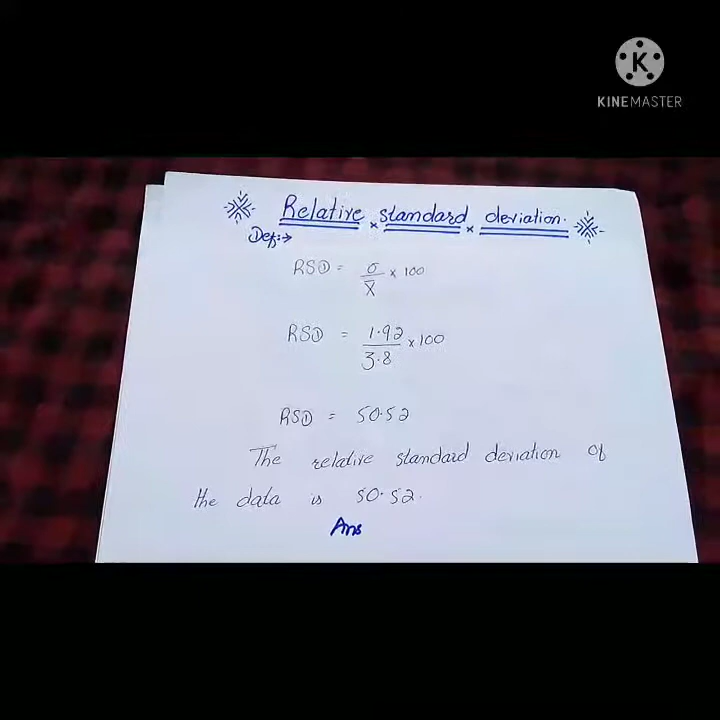 KINEMASTER
Relative standard deviation.
Def:→
RSD = σ/x̄ × 100
RSD = 1.92/3.8 × 100
RSD = 50.52
The relative standard deviation of
the data is 50.52.
Ans